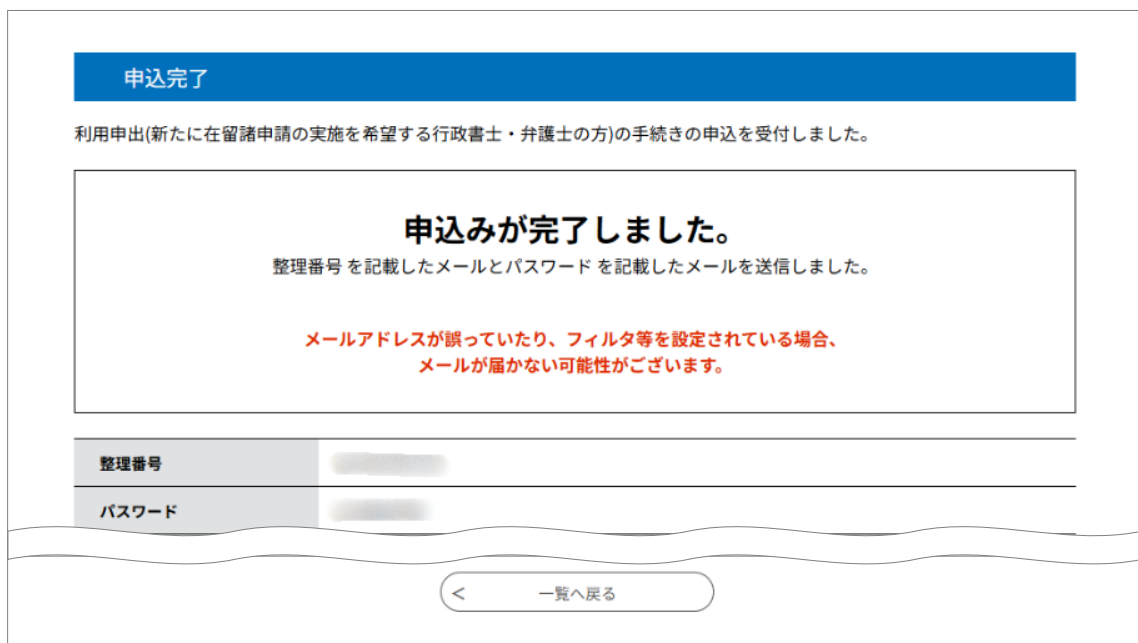 申込完了
利用申出(新たに在留諸申請の実施を希望する行政書士・弁護士の方)の手続きの申込を受付しました。
申込みが完了しました。
整理番号 を記載したメールとパスワード を記載したメールを送信しました。
メールアドレスが誤っていたり、フィルタ等を設定されている場合、
メールが届かない可能性がございます。
整理番号
パスワード
一覧へ戻る